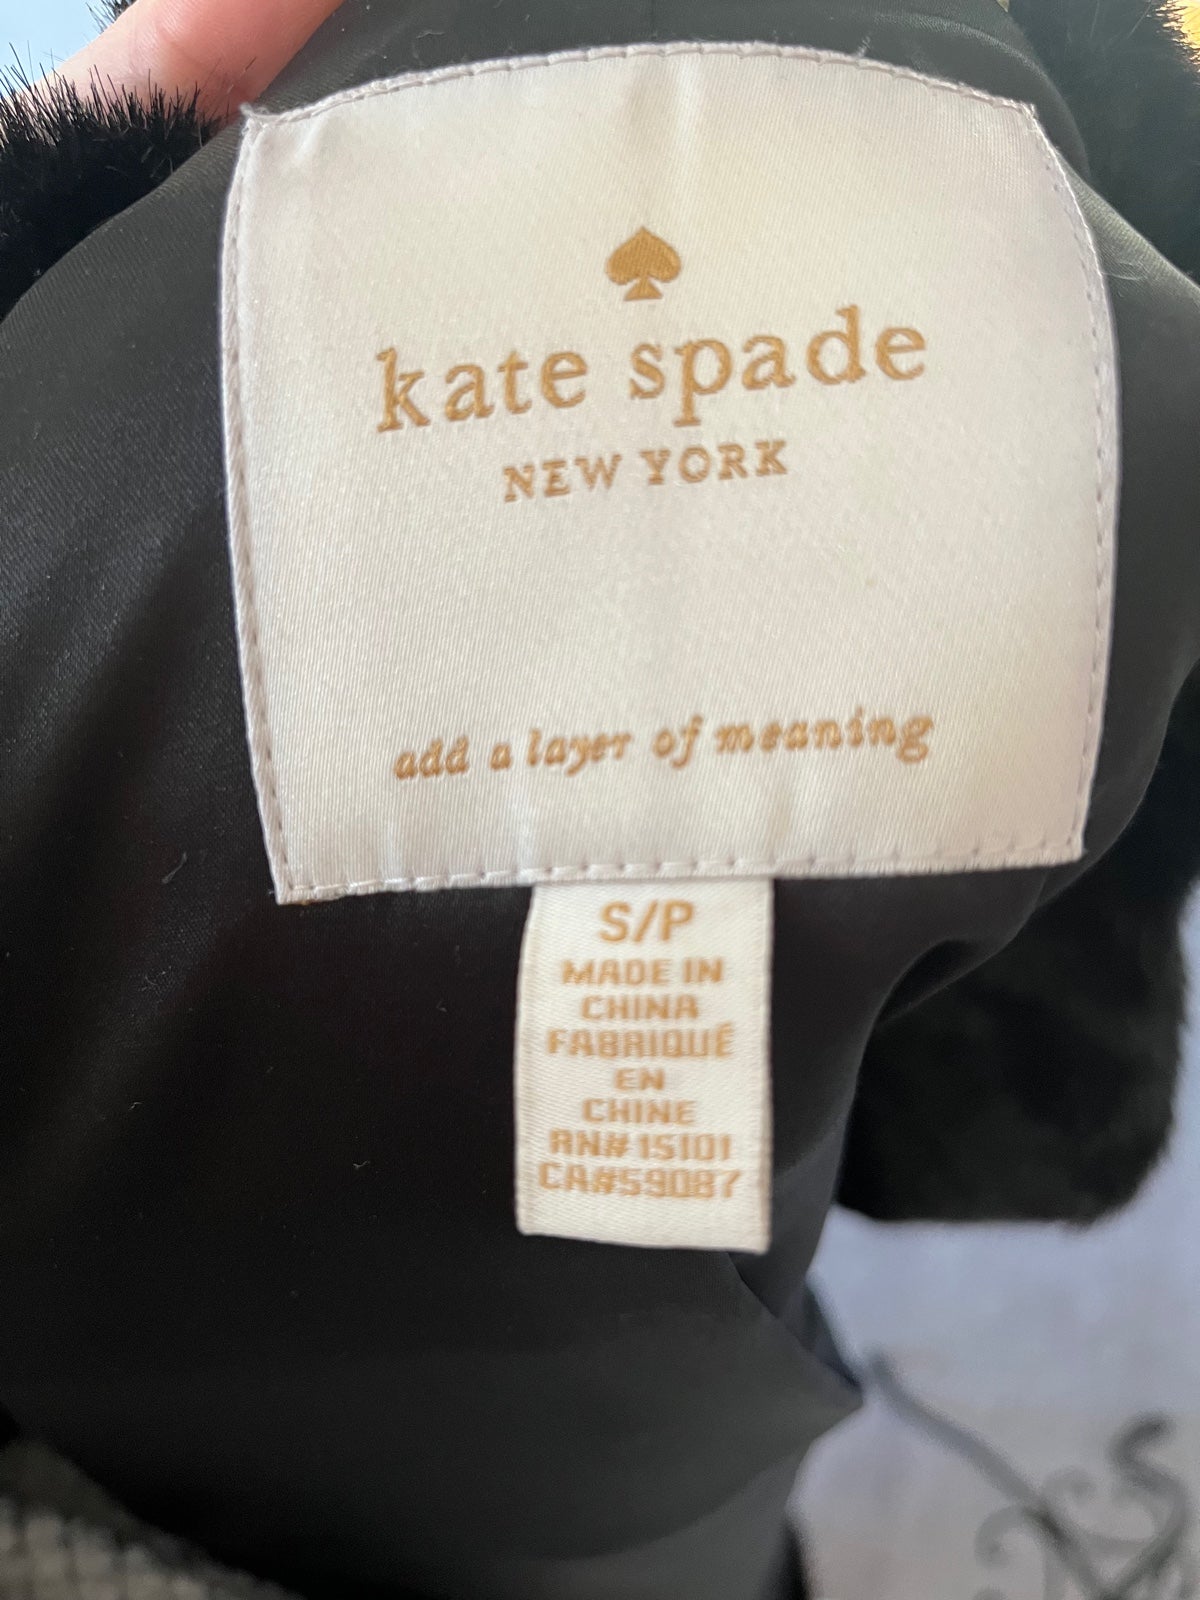 kate spade
NEW YORK
add a layer of meaning
S/P
MADE IN
CHINA
FABRIQUÉ
EN
CHINE
RN# 15101
CA#59087